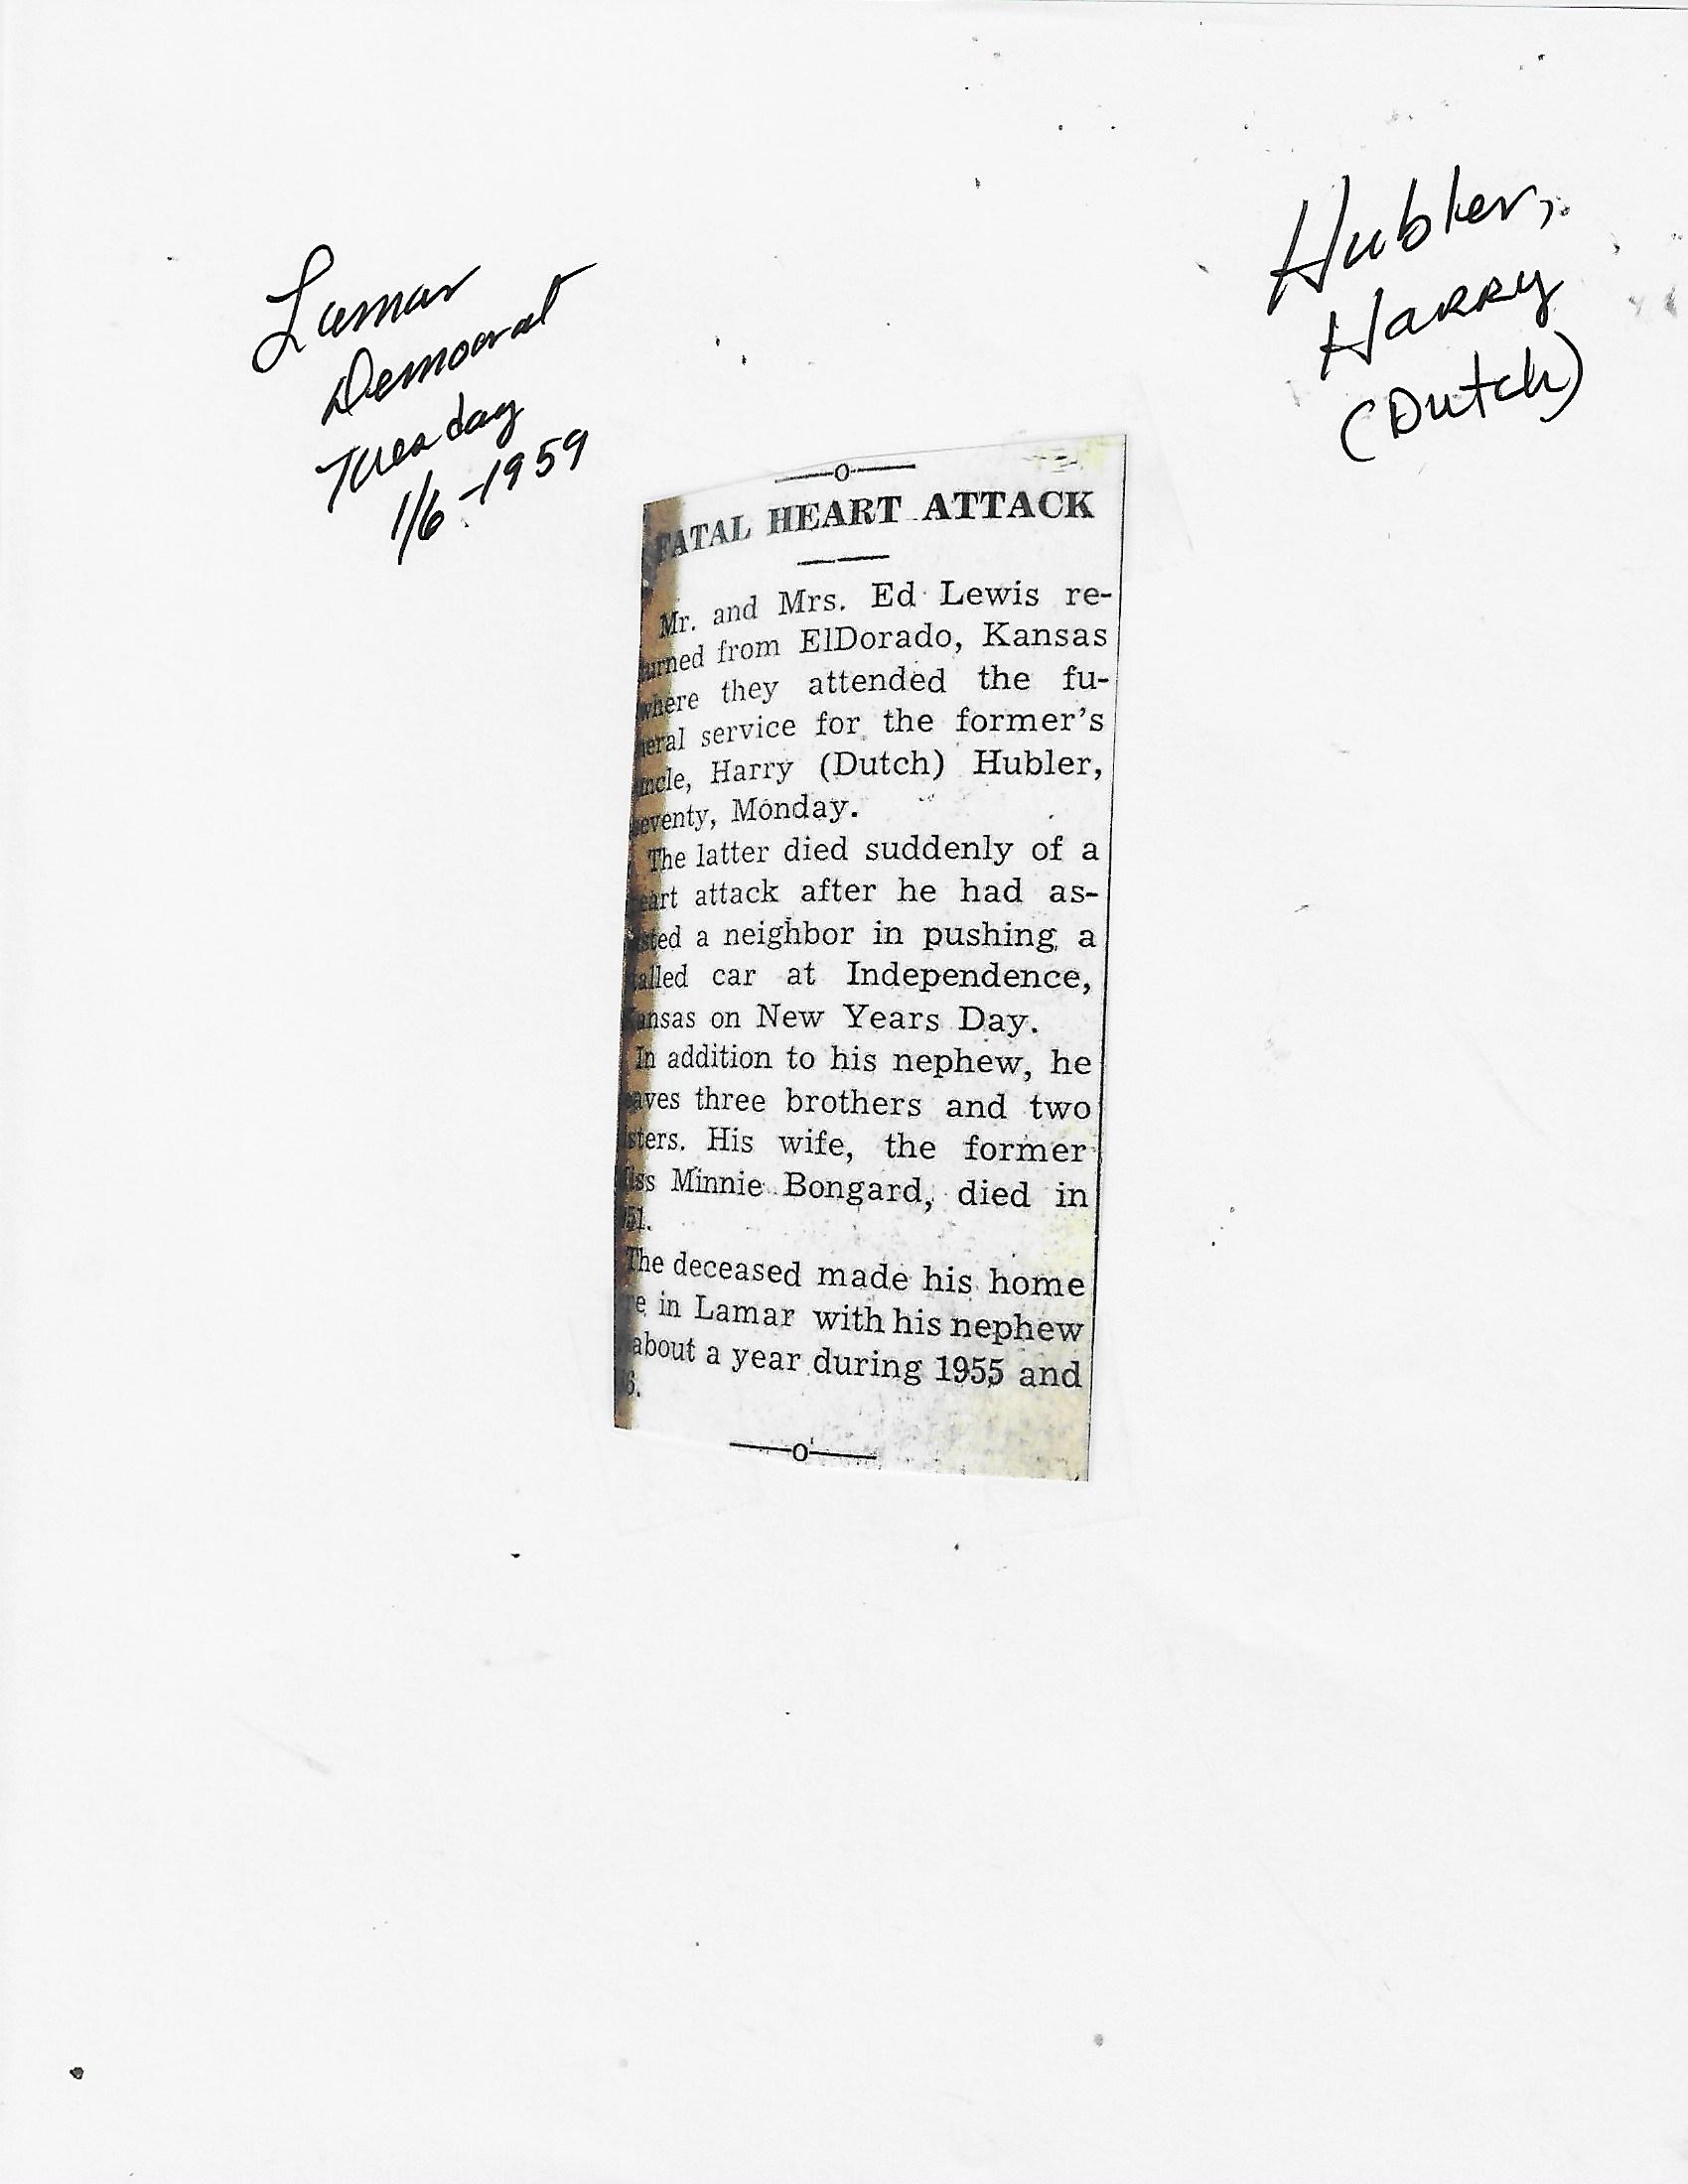 Lamar
Democrat
Tuesday
1/6-1959
Hubler,
Harry
(Dutch)
FATAL HEART ATTACK
Mr. and Mrs. Ed Lewis re-
urned from ElDorado, Kansas
where they attended the fu-
neral service for the former's
uncle, Harry (Dutch) Hubler,
seventy, Monday.
The latter died suddenly of a
eart attack after he had as-
sted a neighbor in pushing a
alled car at Independence,
ansas on New Years Day.
In addition to his nephew, he
eaves three brothers and two
sters. His wife, the former
iss Minnie Bongard, died in
51.
The deceased made his home
re in Lamar with his nephew
about a year during 1955 and
6.